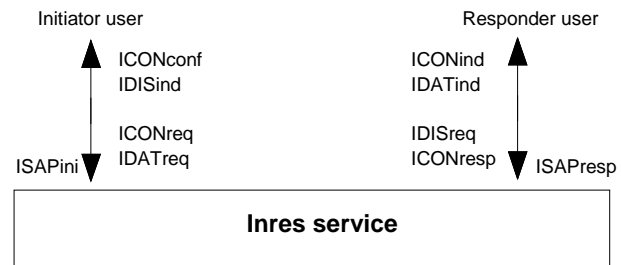 Initiator user
Responder user
ICONconf
IDISind
ICONind
IDATind
ICONreq
IDATreq
IDISreq
ICONresp
ISAPini
ISAPresp
Inres service